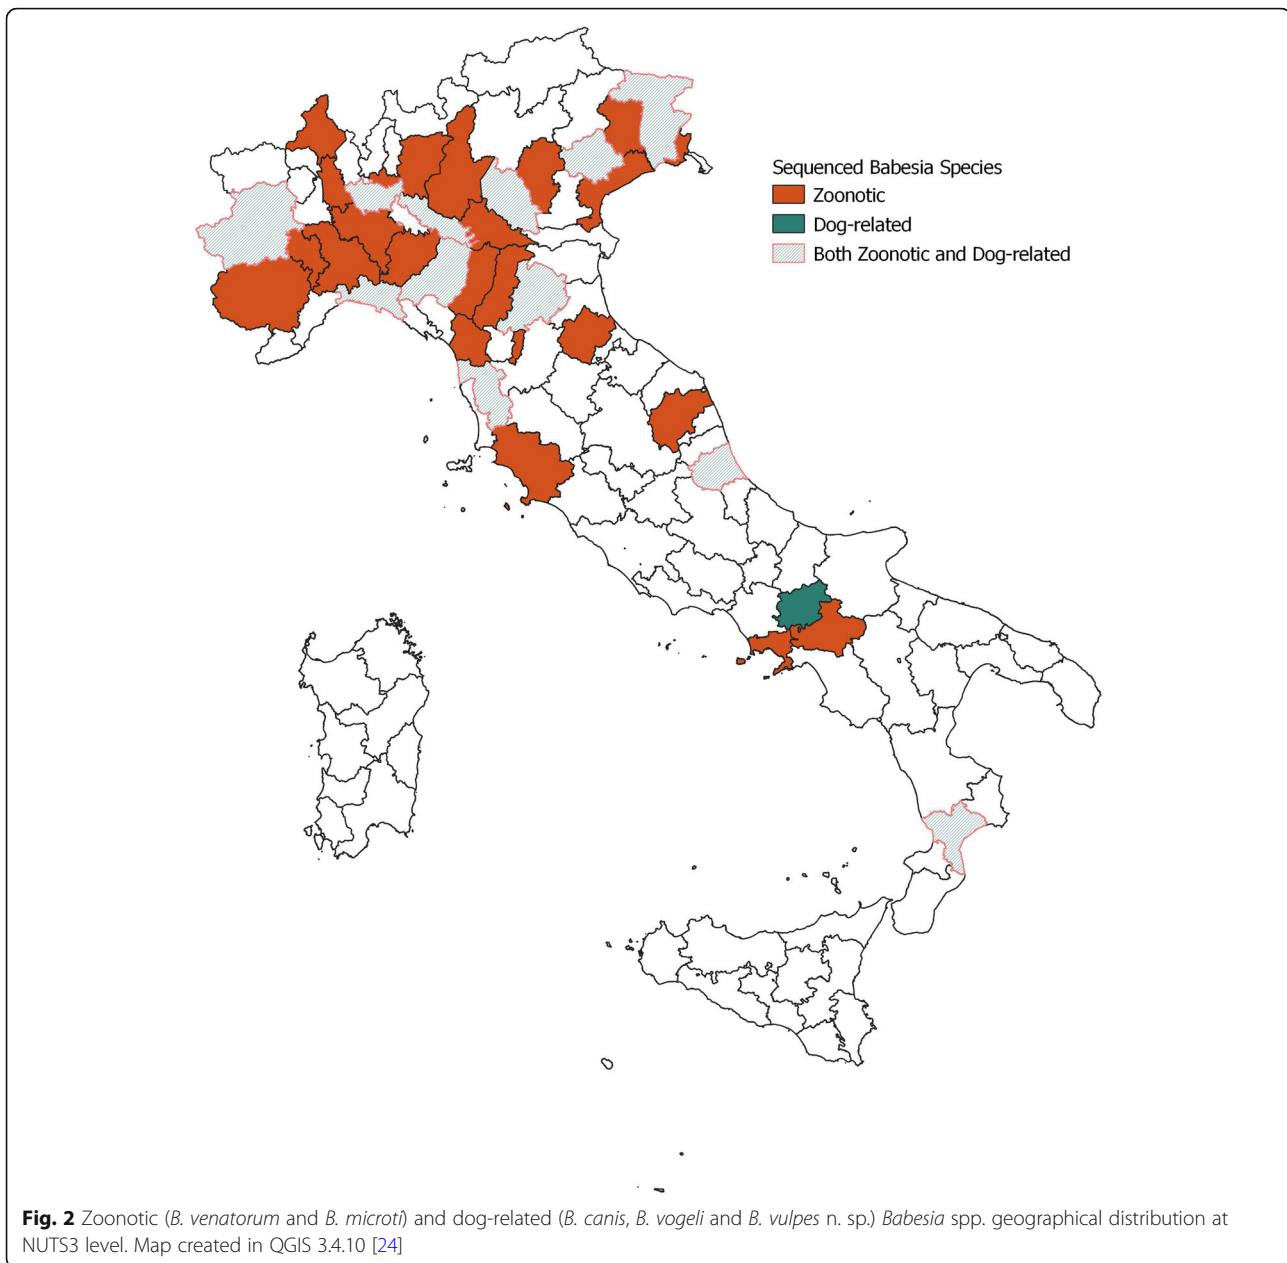 Sequenced Babesia Species
Zoonotic
Dog-related
Both Zoonotic and Dog-related
Fig. 2 Zoonotic (B. venatorum and B. microti) and dog-related (B. canis, B. vogeli and B. vulpes n. sp.) Babesia spp. geographical distribution at
NUTS3 level. Map created in QGIS 3.4.10 [24]